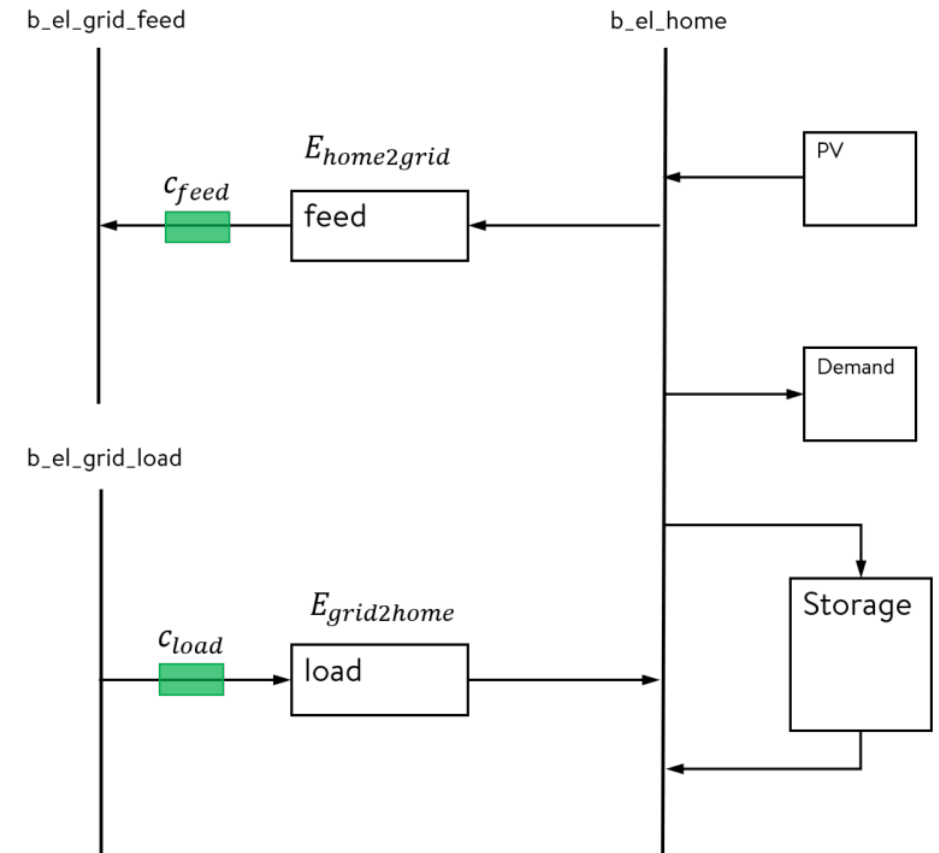 b_el_grid_feed
b_el_home
E_home2grid
PV
c_feed
feed
Demand
b_el_grid_load
E_grid2home
Storage
c_load
load